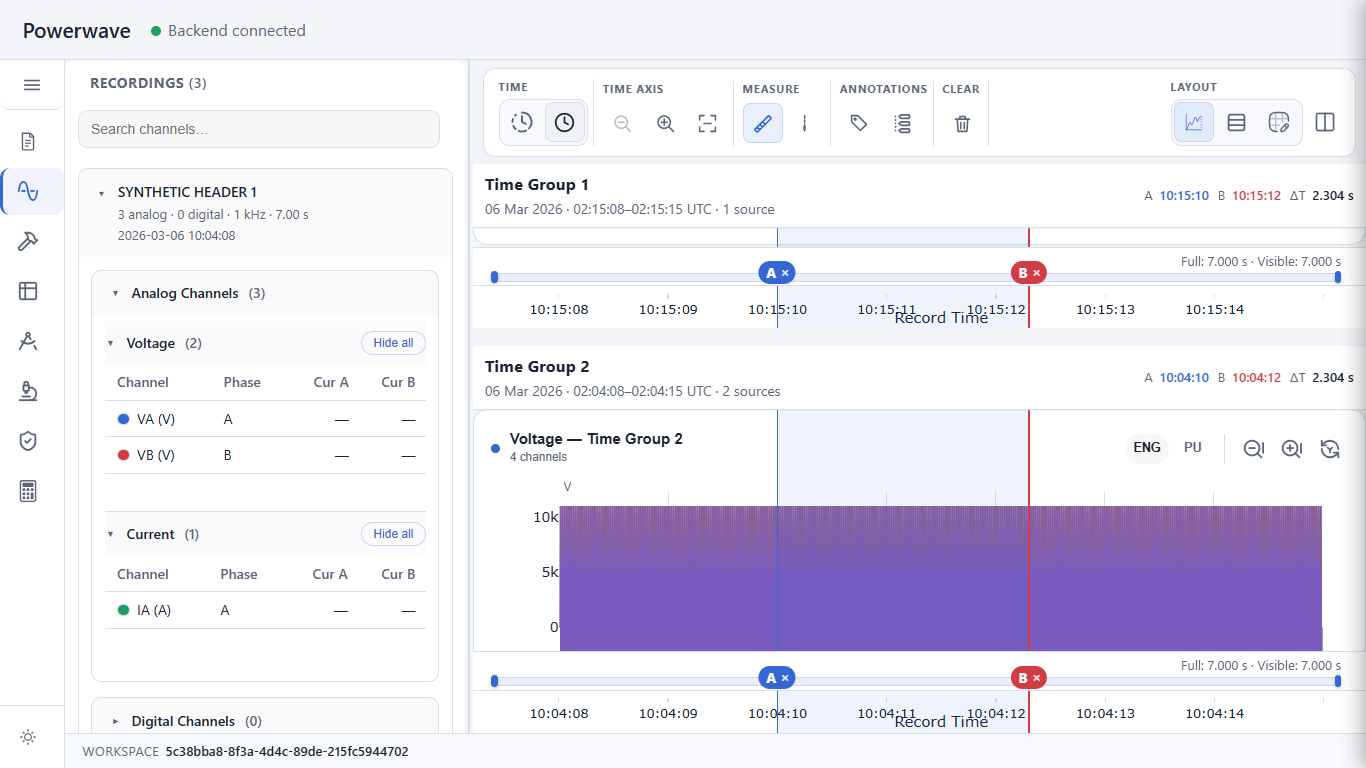 Powerwave Backend connected
RECORDINGS (3)
Search channels...
SYNTHETIC HEADER 1
3 analog · 0 digital · 1 kHz · 7.00 s
2026-03-06 10:04:08
Analog Channels (3)
Voltage (2) Hide all
Channel Phase Cur A Cur B
VA (V) A — —
VB (V) B — —
Current (1) Hide all
Channel Phase Cur A Cur B
IA (A) A — —
Digital Channels (0)
TIME TIME AXIS MEASURE ANNOTATIONS CLEAR LAYOUT
Time Group 1
06 Mar 2026 · 02:15:08–02:15:15 UTC · 1 source
A 10:15:10 B 10:15:12 ΔT 2.304 s
Full: 7.000 s · Visible: 7.000 s
A × B ×
10:15:08 10:15:09 10:15:10 10:15:11 10:15:12 10:15:13 10:15:14
Record Time
Time Group 2
06 Mar 2026 · 02:04:08–02:04:15 UTC · 2 sources
A 10:04:10 B 10:04:12 ΔT 2.304 s
Voltage — Time Group 2
4 channels
ENG PU
V
10k
5k
0
Full: 7.000 s · Visible: 7.000 s
A × B ×
10:04:08 10:04:09 10:04:10 10:04:11 10:04:12 10:04:13 10:04:14
Record Time
WORKSPACE 5c38bba8-8f3a-4d4c-89de-215fc5944702